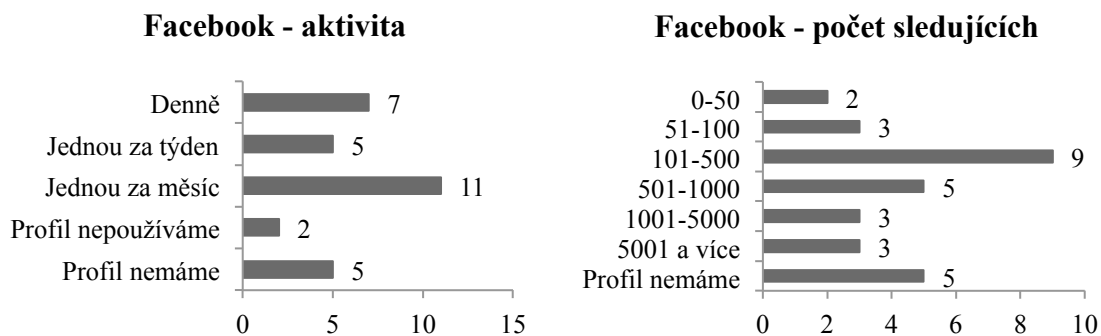 Facebook - aktivita
Denně 7
Jednou za týden 5
Jednou za měsíc 11
Profil nepoužíváme 2
Profil nemáme 5
0 5 10 15
Facebook - počet sledujících
0-50 2
51-100 3
101-500 9
501-1000 5
1001-5000 3
5001 a více 3
Profil nemáme 5
0 2 4 6 8 10